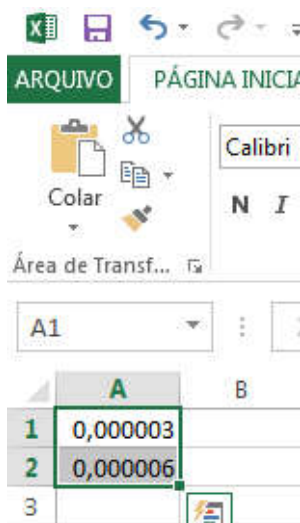 ARQUIVO PÁGINA INICIA
Calibri
Colar
N I
Área de Transf...
A1
A B
1 0,000003
2 0,000006
3